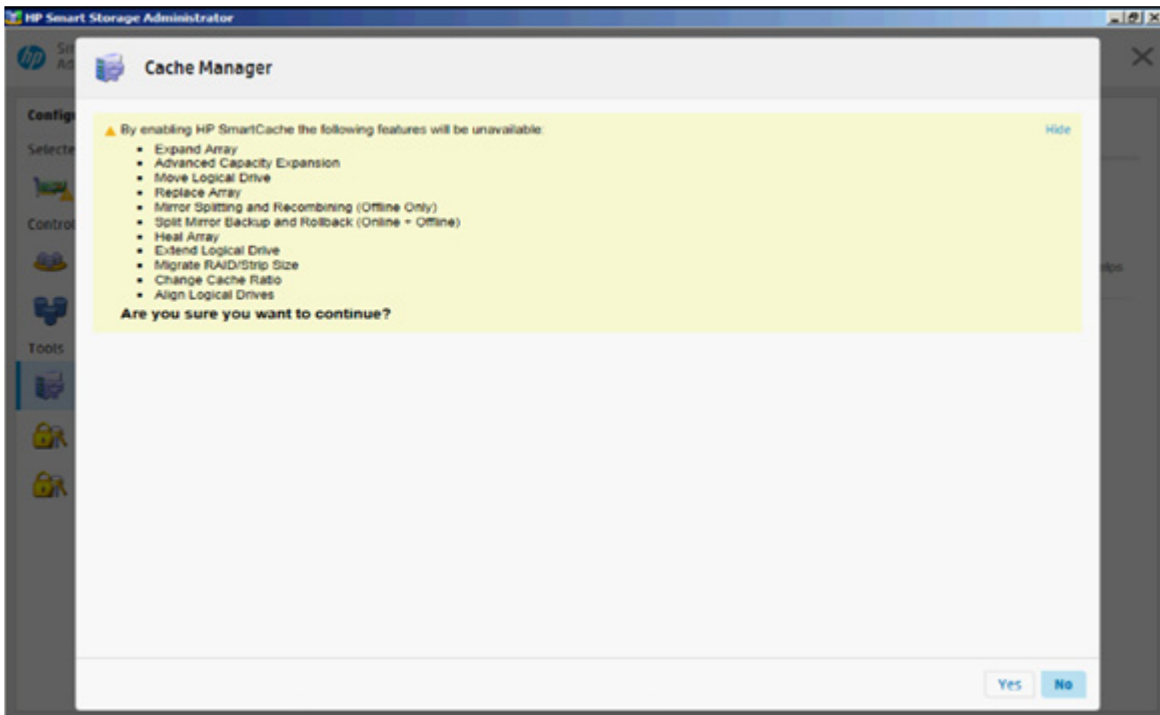 HP Smart Storage Administrator
hp
Cache Manager
By enabling HP SmartCache the following features will be unavailable:
Hide
• Expand Array
• Advanced Capacity Expansion
• Move Logical Drive
• Replace Array
• Mirror Splitting and Recombining (Offline Only)
• Split Mirror Backup and Rollback (Online + Offline)
• Heal Array
• Extend Logical Drive
• Migrate RAID/Strip Size
• Change Cache Ratio
• Align Logical Drives
Are you sure you want to continue?
Tools
Yes
No